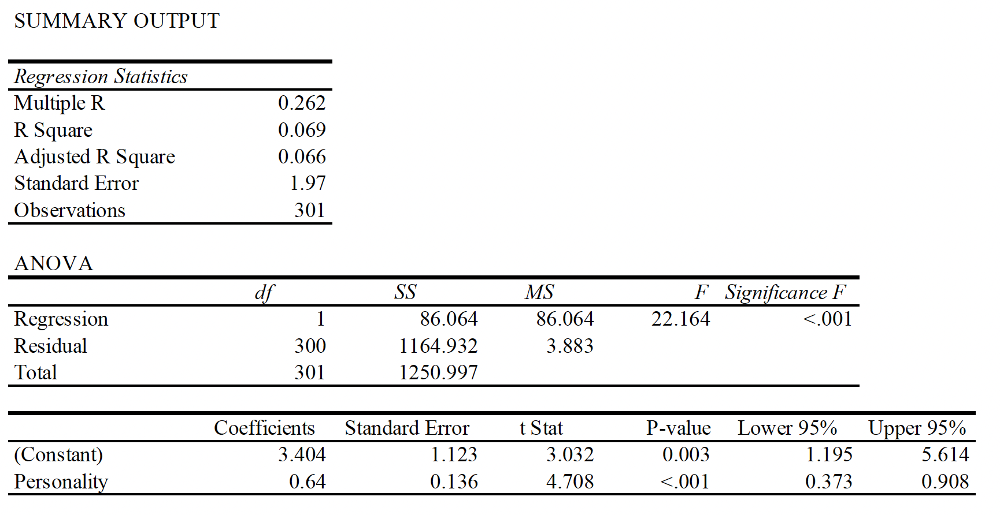 SUMMARY OUTPUT
Regression Statistics
Multiple R 0.262
R Square 0.069
Adjusted R Square 0.066
Standard Error 1.97
Observations 301
ANOVA
df SS MS F Significance F
Regression 1 86.064 86.064 22.164 <.001
Residual 300 1164.932 3.883
Total 301 1250.997
Coefficients Standard Error t Stat P-value Lower 95% Upper 95%
(Constant) 3.404 1.123 3.032 0.003 1.195 5.614
Personality 0.64 0.136 4.708 <.001 0.373 0.908